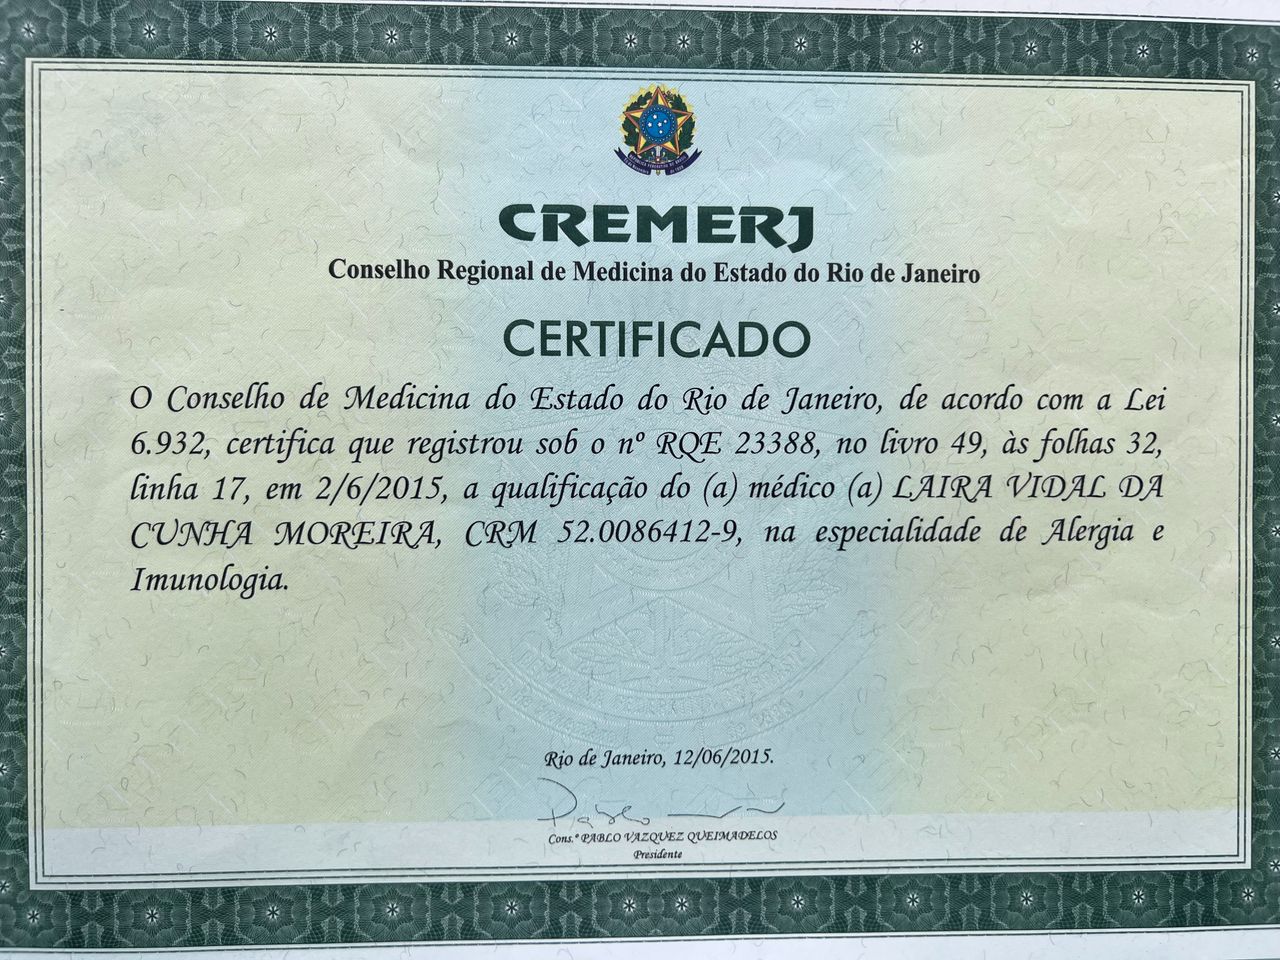 CREMERJ
Conselho Regional de Medicina do Estado do Rio de Janeiro
CERTIFICADO
O Conselho de Medicina do Estado do Rio de Janeiro, de acordo com a Lei
6.932, certifica que registrou sob o nº RQE 23388, no livro 49, às folhas 32,
linha 17, em 2/6/2015, a qualificação do (a) médico (a) LAIRA VIDAL DA
CUNHA MOREIRA, CRM 52.0086412-9, na especialidade de Alergia e
Imunologia.
Rio de Janeiro, 12/06/2015.
Pablo
Cons.º PABLO VAZQUEZ QUEIMADELOS
Presidente